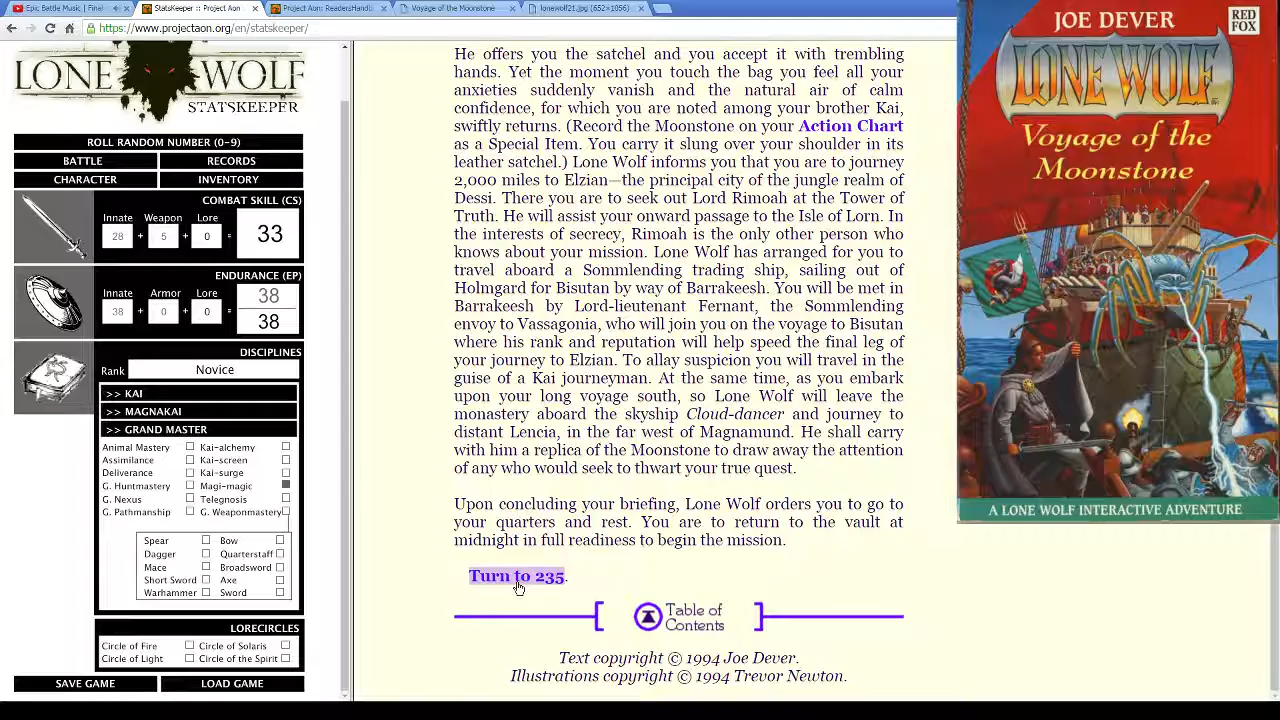 Epic Battle Music | Final
StatsKeeper :: Project Aon
Project Aon: ReadersHandb
Voyage of the Moonstone
lonewolf21.jpg (652×1056)
https://www.projectaon.org/en/statskeeper/
LONE WOLF
STATSKEEPER
ROLL RANDOM NUMBER (0-9)
BATTLE RECORDS
CHARACTER INVENTORY
COMBAT SKILL (CS)
Innate Weapon Lore
28 + 5 + 0 = 33
ENDURANCE (EP)
Innate Armor Lore 38
38 + 0 + 0 = 38
DISCIPLINES
Rank Novice
>> KAI
>> MAGNAKAI
>> GRAND MASTER
Animal Mastery Kai-alchemy
Assimilance Kai-screen
Deliverance Kai-surge
G. Huntmastery Magi-magic
G. Nexus Telegnosis
G. Pathmanship G. Weaponmastery
Spear Bow
Dagger Quarterstaff
Mace Broadsword
Short Sword Axe
Warhammer Sword
LORECIRCLES
Circle of Fire Circle of Solaris
Circle of Light Circle of the Spirit
SAVE GAME LOAD GAME
He offers you the satchel and you accept it with trembling
hands. Yet the moment you touch the bag you feel all your
anxieties suddenly vanish and the natural air of calm
confidence, for which you are noted among your brother Kai,
swiftly returns. (Record the Moonstone on your Action Chart
as a Special Item. You carry it slung over your shoulder in its
leather satchel.) Lone Wolf informs you that you are to journey
2,000 miles to Elzian—the principal city of the jungle realm of
Dessi. There you are to seek out Lord Rimoah at the Tower of
Truth. He will assist your onward passage to the Isle of Lorn. In
the interests of secrecy, Rimoah is the only other person who
knows about your mission. Lone Wolf has arranged for you to
travel aboard a Sommlending trading ship, sailing out of
Holmgard for Bisutan by way of Barrakeesh. You will be met in
Barrakeesh by Lord-lieutenant Fernant, the Sommlending
envoy to Vassagonia, who will join you on the voyage to Bisutan
where his rank and reputation will help speed the final leg of
your journey to Elzian. To allay suspicion you will travel in the
guise of a Kai journeyman. At the same time, as you embark
upon your long voyage south, so Lone Wolf will leave the
monastery aboard the skyship Cloud-dancer and journey to
distant Lencia, in the far west of Magnamund. He shall carry
with him a replica of the Moonstone to draw away the attention
of any who would seek to thwart your true quest.
Upon concluding your briefing, Lone Wolf orders you to go to
your quarters and rest. You are to return to the vault at
midnight in full readiness to begin the mission.
Turn to 235.
Table of
Contents
Text copyright © 1994 Joe Dever.
Illustrations copyright © 1994 Trevor Newton.
JOE DEVER
RED
FOX
LONE WOLF
Voyage of the
Moonstone
A LONE WOLF INTERACTIVE ADVENTURE